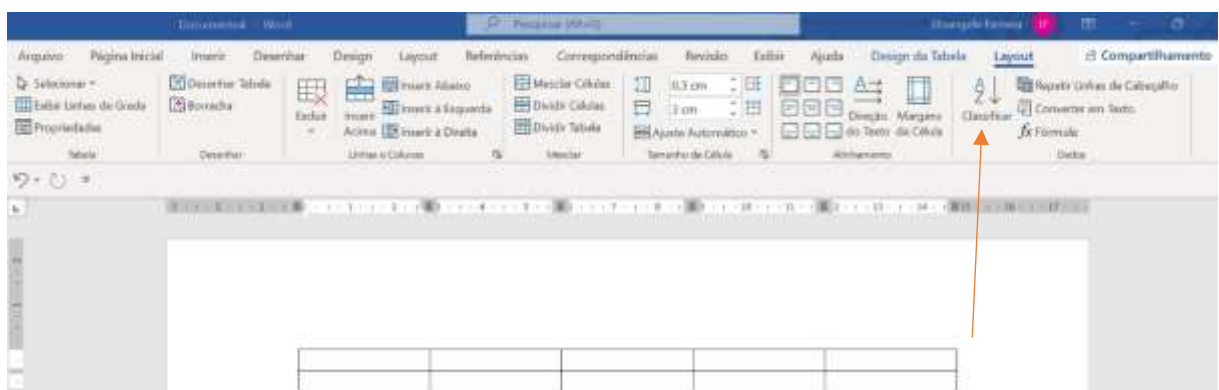 Documento1 Word Pesquisar (Alt+G)
Arquivo Página Inicial Inserir Desenhar Design Layout Referências Correspondências Revisão Exibir Ajuda Design da Tabela Layout Compartilhamento
Selecionar Desenhar Tabela Inserir Abaixo Mesclar Células 0,5 cm Repetir Linhas de Cabeçalho
Exibir Linhas de Grade Borracha Excluir Inserir Acima Inserir à Esquerda Dividir Células 3 cm Direção do Texto Margens da Célula Classificar Converter em Texto
Propriedades Inserir à Direita Dividir Tabela Ajuste Automático fx Fórmula
Tabela Desenhar Linhas e Colunas Mesclar Tamanho de Célula Alinhamento Dados